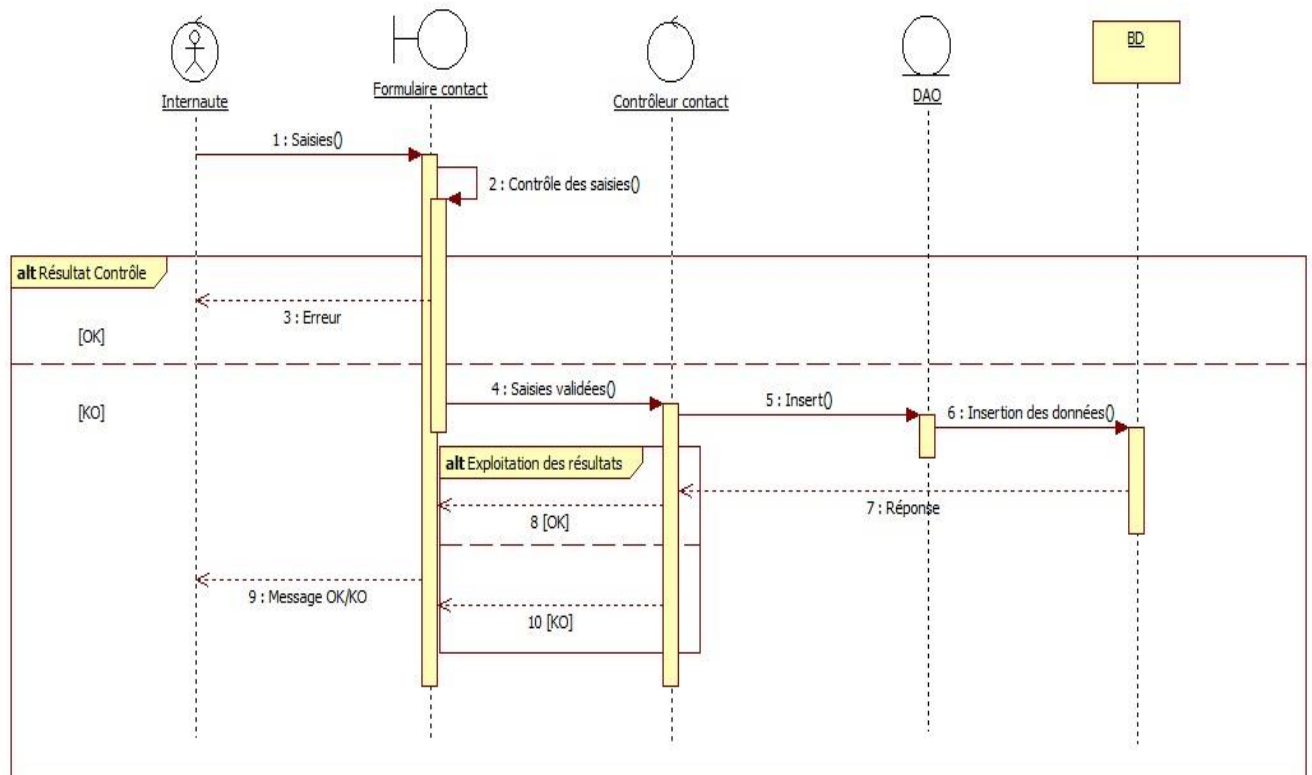 Internaute
Formulaire contact
Contrôleur contact
DAO
BD
1 : Saisies()
2 : Contrôle des saisies()
alt Résultat Contrôle
3 : Erreur
[OK]
[KO]
4 : Saisies validées()
5 : Insert()
6 : Insertion des données()
alt Exploitation des résultats
7 : Réponse
8 [OK]
9 : Message OK/KO
10 [KO]